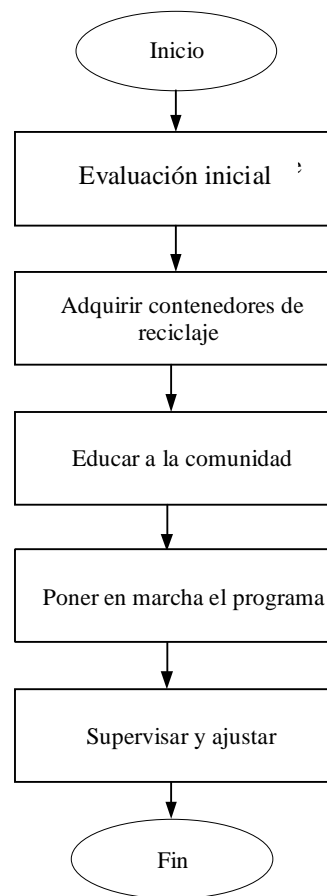 Inicio
Evaluación inicial
Adquirir contenedores de
reciclaje
Educar a la comunidad
Poner en marcha el programa
Supervisar y ajustar
Fin